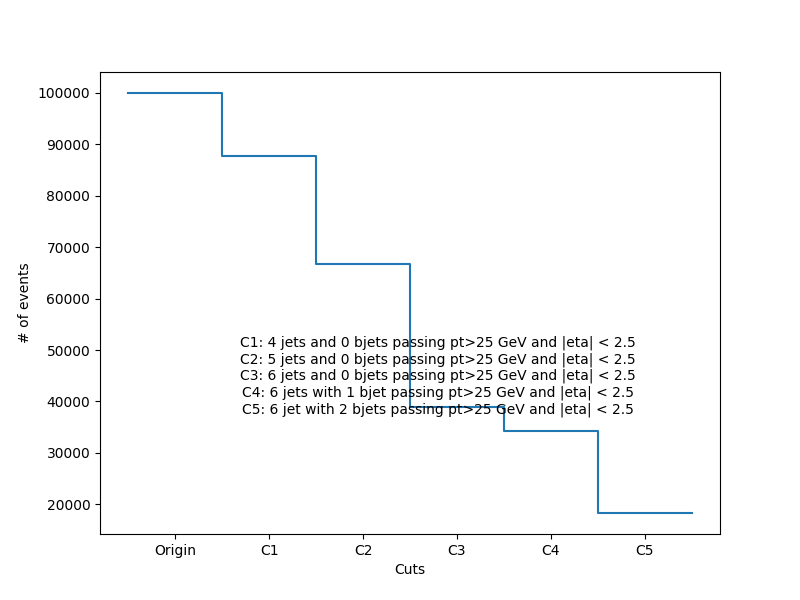 100000
90000
80000
70000
60000
50000
40000
30000
20000
# of events
C1: 4 jets and 0 bjets passing pt>25 GeV and |eta| < 2.5
C2: 5 jets and 0 bjets passing pt>25 GeV and |eta| < 2.5
C3: 6 jets and 0 bjets passing pt>25 GeV and |eta| < 2.5
C4: 6 jets with 1 bjet passing pt>25 GeV and |eta| < 2.5
C5: 6 jet with 2 bjets passing pt>25 GeV and |eta| < 2.5
Origin C1 C2 C3 C4 C5
Cuts